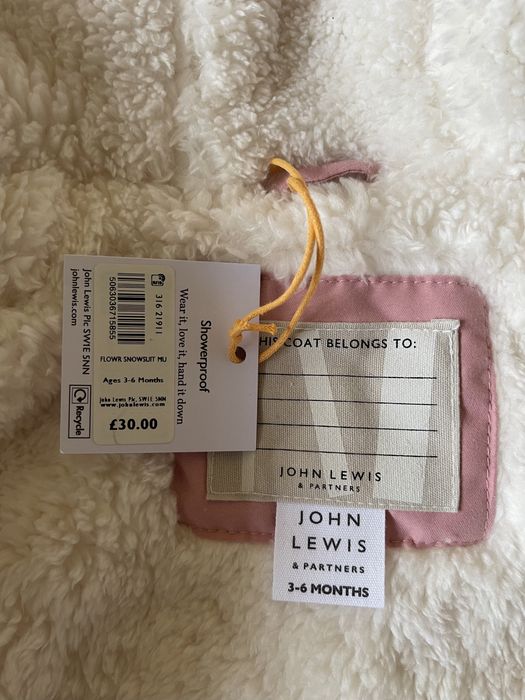 Showerproof
Wear it, love it, hand it down
316 21911
5063036715855
FLOWR SNOWSUIT MU
Ages 3-6 Months
John Lewis Plc, SW1E 5NN
www.johnlewis.com
£30.00
John Lewis Plc SW1E 5NN
johnlewis.com
Recycle
HIS COAT BELONGS TO:
JOHN LEWIS
& PARTNERS
JOHN
LEWIS
& PARTNERS
3-6 MONTHS